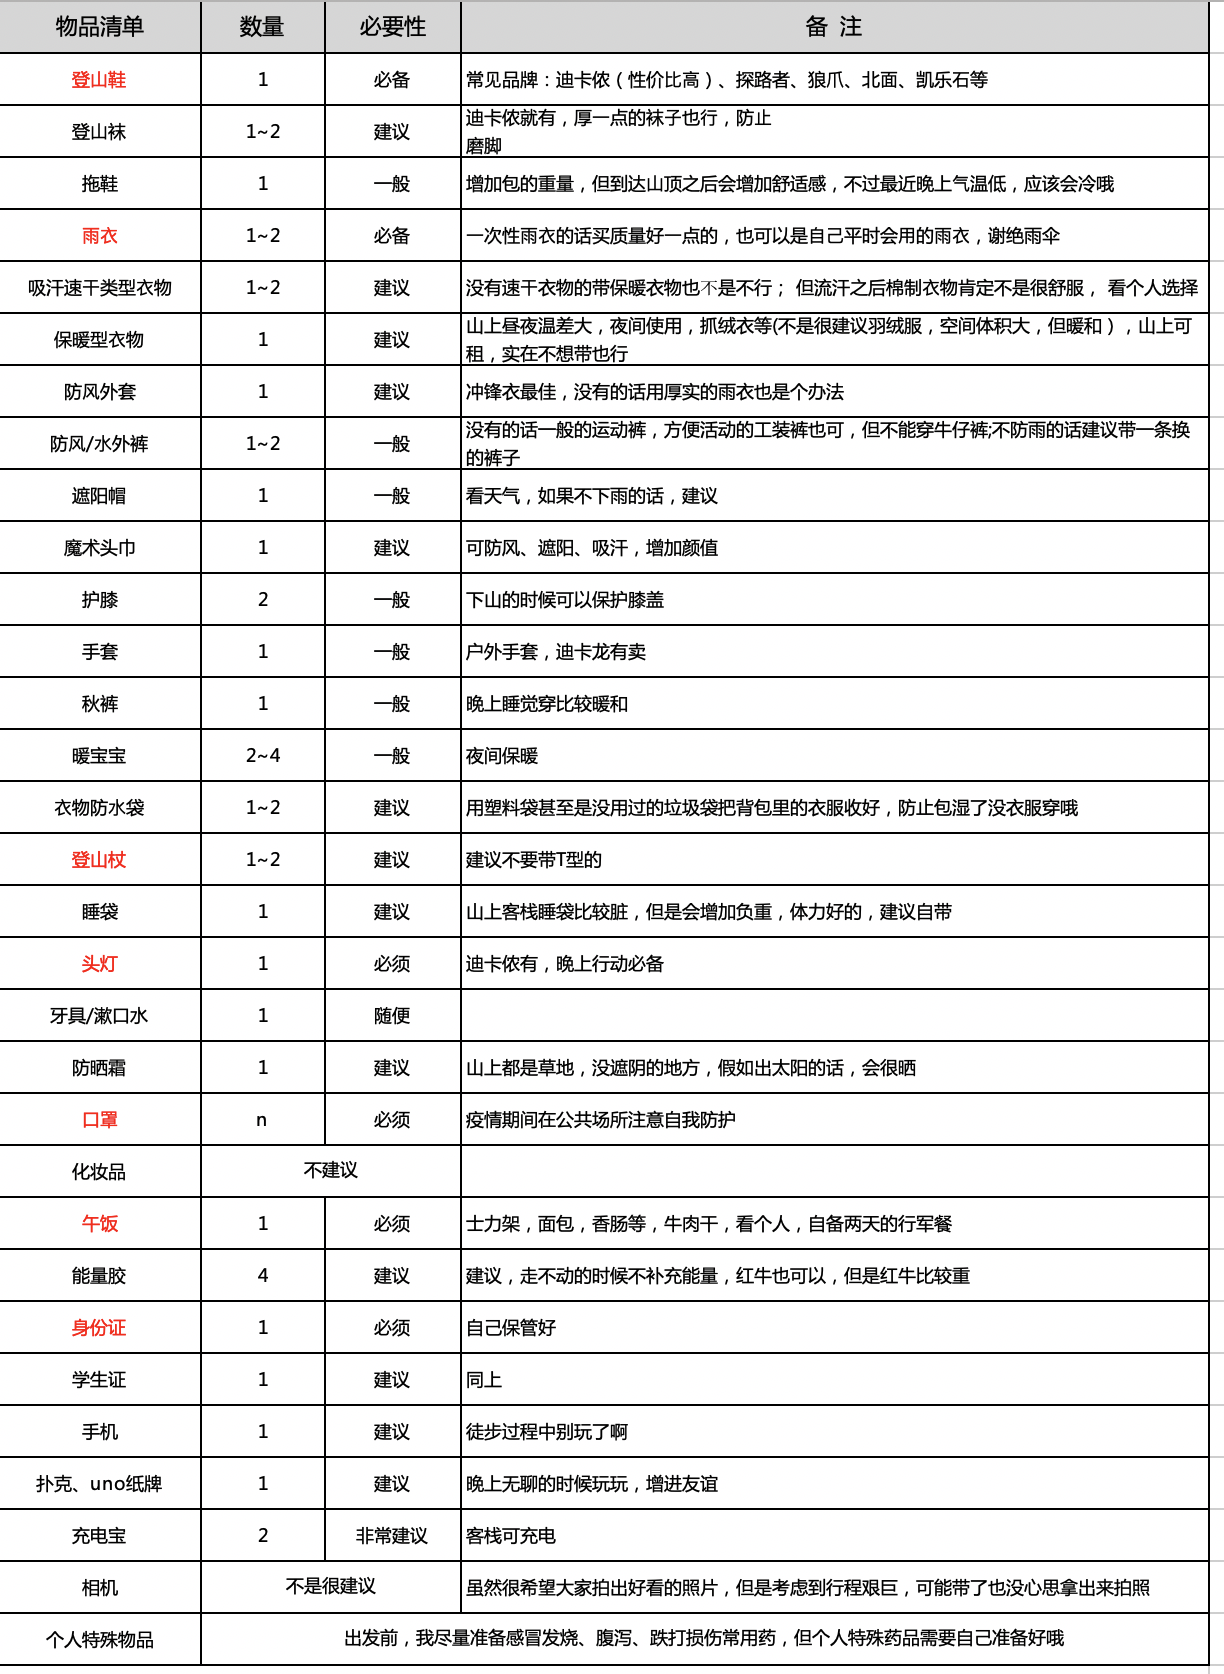 物品清单 数量 必要性 备 注
登山鞋 1 必备 常见品牌：迪卡侬（性价比高）、探路者、狼爪、北面、凯乐石等
登山袜 1~2 建议 迪卡侬就有，厚一点的袜子也行，防止
磨脚
拖鞋 1 一般 增加包的重量，但到达山顶之后会增加舒适感，不过最近晚上气温低，应该会冷哦
雨衣 1~2 必备 一次性雨衣的话买质量好一点的，也可以是自己平时会用的雨衣，谢绝雨伞
吸汗速干类型衣物 1~2 建议 没有速干衣物的带保暖衣物也不是不行； 但流汗之后棉制衣物肯定不是很舒服， 看个人选择
保暖型衣物 1 建议 山上昼夜温差大，夜间使用，抓绒衣等(不是很建议羽绒服，空间体积大，但暖和），山上可
租，实在不想带也行
防风外套 1 建议 冲锋衣最佳，没有的话用厚实的雨衣也是个办法
防风/水外裤 1~2 一般 没有的话一般的运动裤，方便活动的工装裤也可，但不能穿牛仔裤;不防雨的话建议带一条换
的裤子
遮阳帽 1 一般 看天气，如果不下雨的话，建议
魔术头巾 1 建议 可防风、遮阳、吸汗，增加颜值
护膝 2 一般 下山的时候可以保护膝盖
手套 1 一般 户外手套，迪卡龙有卖
秋裤 1 一般 晚上睡觉穿比较暖和
暖宝宝 2~4 一般 夜间保暖
衣物防水袋 1~2 建议 用塑料袋甚至是没用过的垃圾袋把背包里的衣服收好，防止包湿了没衣服穿哦
登山杖 1~2 建议 建议不要带T型的
睡袋 1 建议 山上客栈睡袋比较脏，但是会增加负重，体力好的，建议自带
头灯 1 必须 迪卡侬有，晚上行动必备
牙具/漱口水 1 随便
防晒霜 1 建议 山上都是草地，没遮阴的地方，假如出太阳的话，会很晒
口罩 n 必须 疫情期间在公共场所注意自我防护
化妆品 不建议
午饭 1 必须 士力架，面包，香肠等，牛肉干，看个人，自备两天的行军餐
能量胶 4 建议 建议，走不动的时候不补充能量，红牛也可以，但是红牛比较重
身份证 1 必须 自己保管好
学生证 1 建议 同上
手机 1 建议 徒步过程中别玩了啊
扑克、uno纸牌 1 建议 晚上无聊的时候玩玩，增进友谊
充电宝 2 非常建议 客栈可充电
相机 不是很建议 虽然很希望大家拍出好看的照片，但是考虑到行程艰巨，可能带了也没心思拿出来拍照
个人特殊物品 出发前，我尽量准备感冒发烧、腹泻、跌打损伤常用药，但个人特殊药品需要自己准备好哦